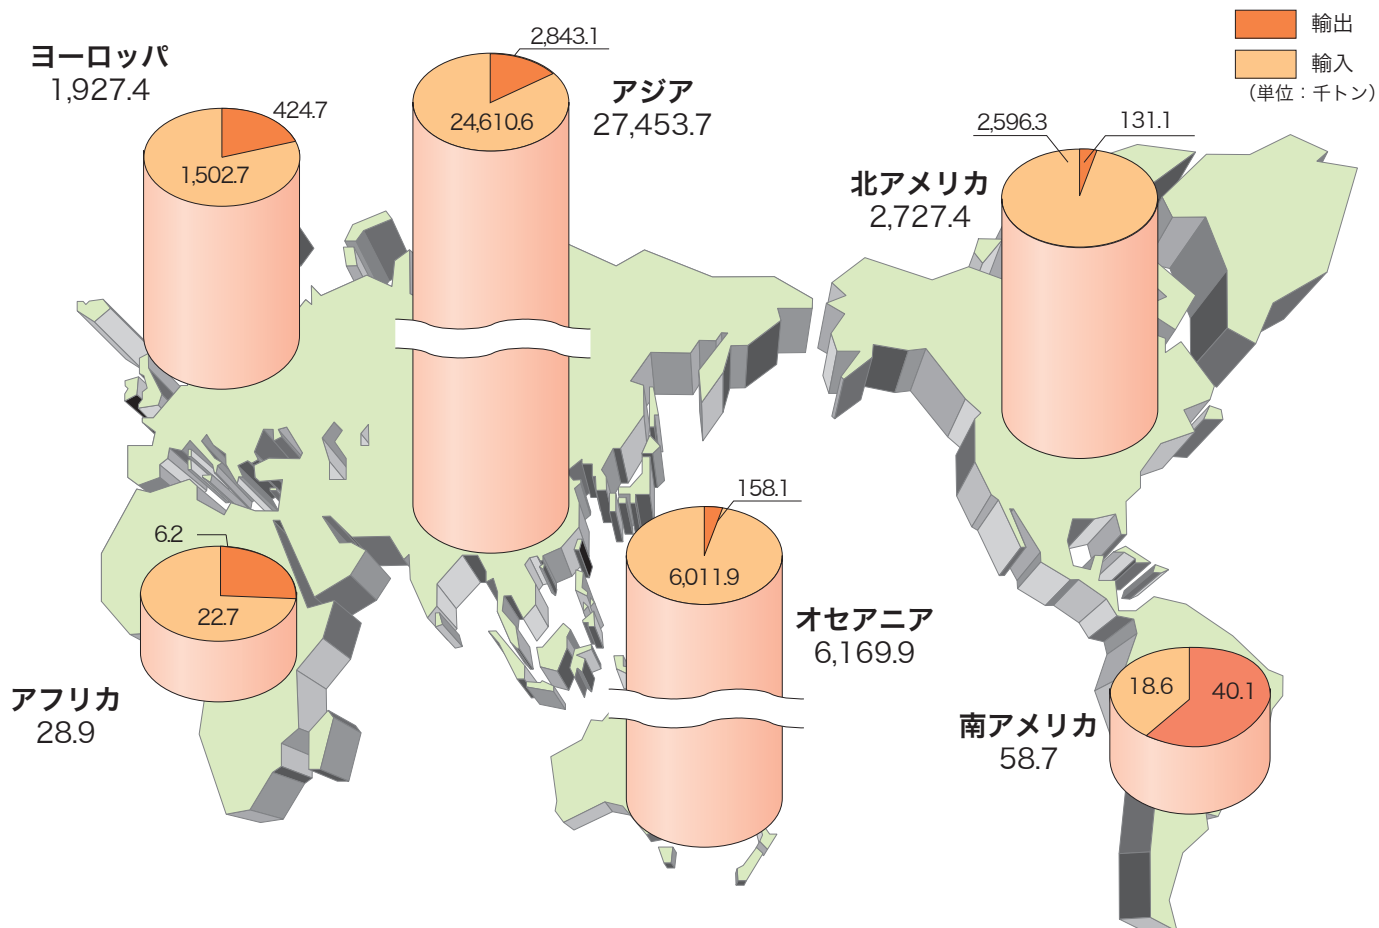 輸出
輸入
(単位：千トン)
ヨーロッパ
1,927.4
424.7
1,502.7
2,843.1
24,610.6
アジア
27,453.7
2,596.3
131.1
北アメリカ
2,727.4
158.1
6,011.9
オセアニア
6,169.9
6.2
22.7
アフリカ
28.9
18.6
40.1
南アメリカ
58.7